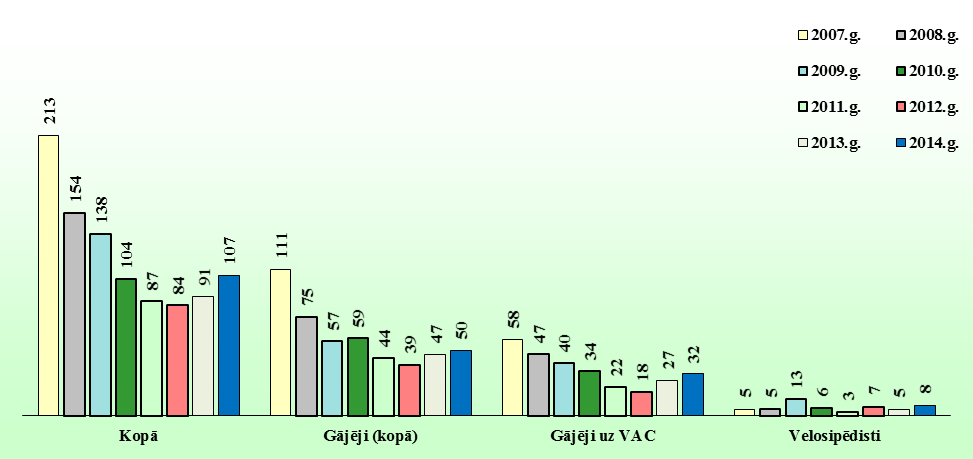 2007.g. 2008.g.
2009.g. 2010.g.
2011.g. 2012.g.
2013.g. 2014.g.
213 154 138 104 87 84 91 107
111 75 57 59 44 39 47 50
58 47 40 34 22 18 27 32
5 5 13 6 3 7 5 8
Kopā Gājēji (kopā) Gājēji uz VAC Velosipēdisti